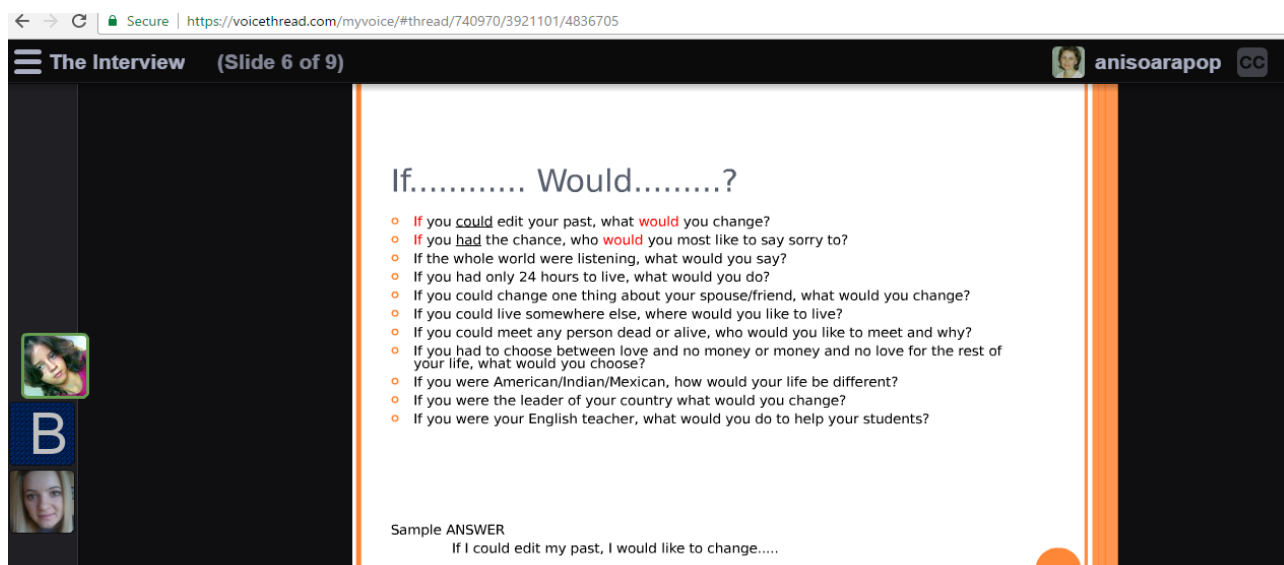 Secure | https://voicethread.com/myvoice/#thread/740970/3921101/4836705
The Interview (Slide 6 of 9) anisoarapop CC
If............ Would.........?
If you could edit your past, what would you change?
If you had the chance, who would you most like to say sorry to?
If the whole world were listening, what would you say?
If you had only 24 hours to live, what would you do?
If you could change one thing about your spouse/friend, what would you change?
If you could live somewhere else, where would you like to live?
If you could meet any person dead or alive, who would you like to meet and why?
If you had to choose between love and no money or money and no love for the rest of
your life, what would you choose?
If you were American/Indian/Mexican, how would your life be different?
If you were the leader of your country what would you change?
If you were your English teacher, what would you do to help your students?
B
Sample ANSWER
If I could edit my past, I would like to change.....